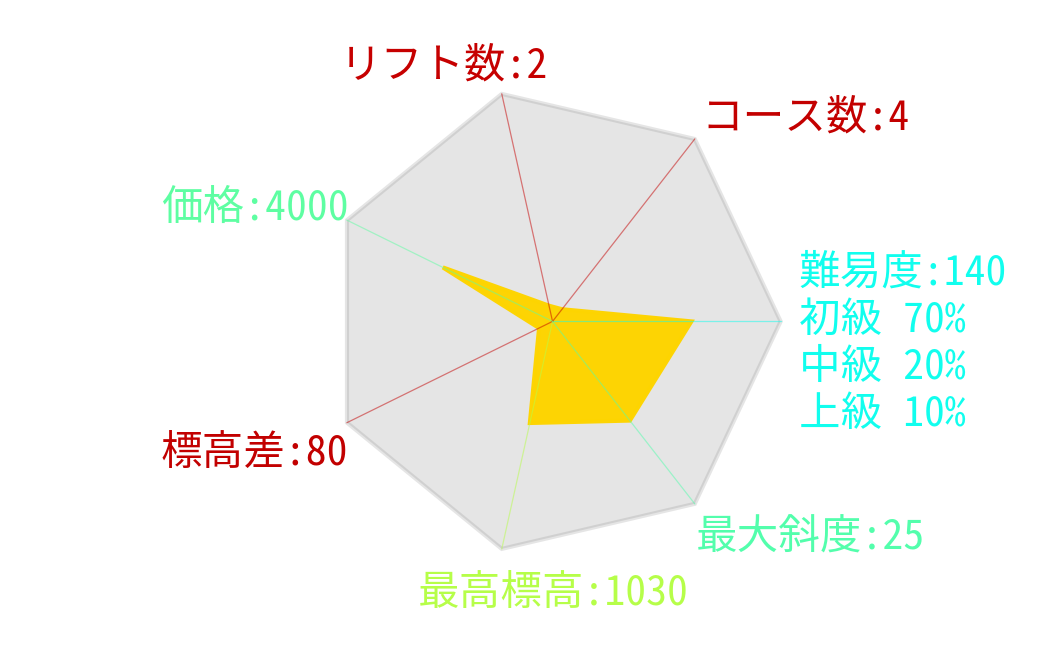 リフト数:2
コース数:4
価格:4000
難易度:140
初級 70%
中級 20%
上級 10%
標高差:80
最大斜度:25
最高標高:1030